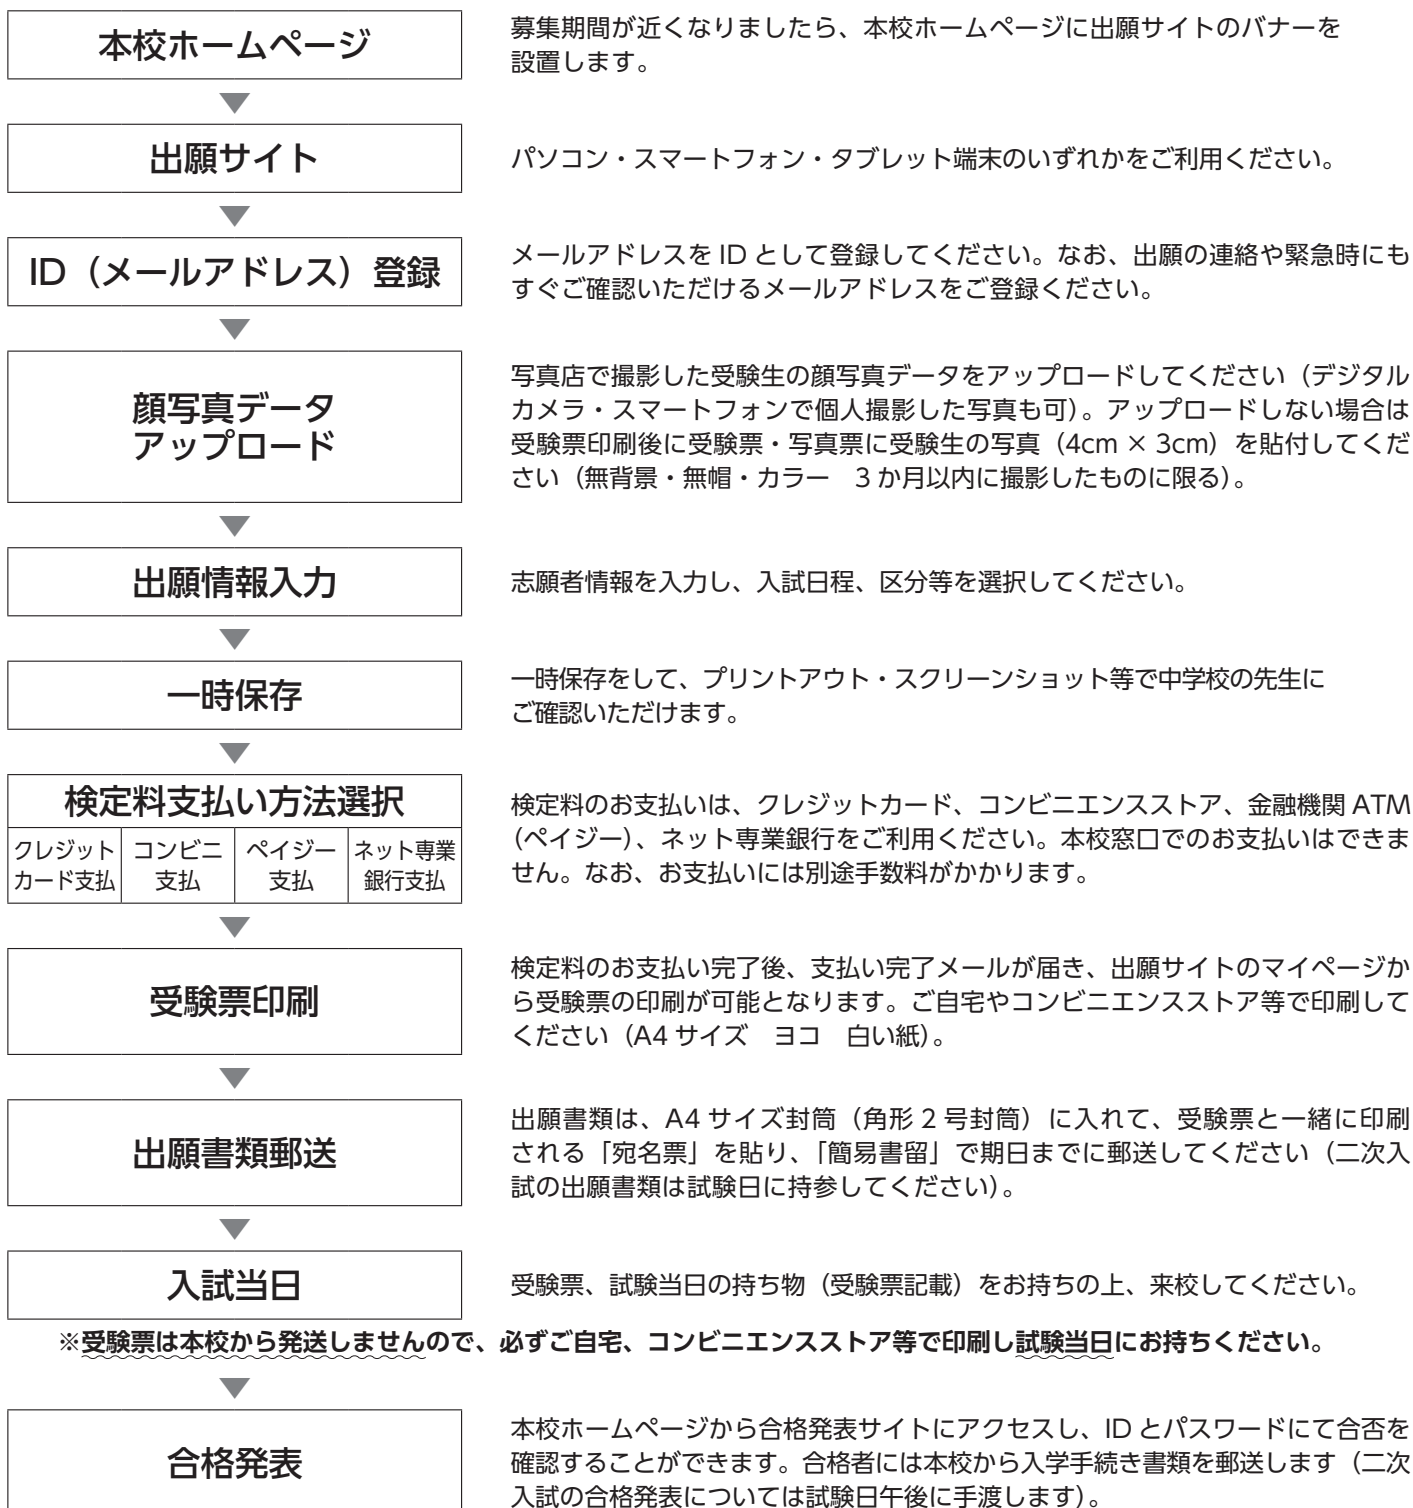 本校ホームページ
募集期間が近くなりましたら、本校ホームページに出願サイトのバナーを
設置します。
出願サイト
パソコン・スマートフォン・タブレット端末のいずれかをご利用ください。
ID（メールアドレス）登録
メールアドレスを ID として登録してください。なお、出願の連絡や緊急時にも
すぐご確認いただけるメールアドレスをご登録ください。
顔写真データ
アップロード
写真店で撮影した受験生の顔写真データをアップロードしてください（デジタル
カメラ・スマートフォンで個人撮影した写真も可）。アップロードしない場合は
受験票印刷後に受験票・写真票に受験生の写真（4cm × 3cm）を貼付してくだ
さい（無背景・無帽・カラー　3 か月以内に撮影したものに限る）。
出願情報入力
志願者情報を入力し、入試日程、区分等を選択してください。
一時保存
一時保存をして、プリントアウト・スクリーンショット等で中学校の先生に
ご確認いただけます。
検定料支払い方法選択
クレジット
カード支払
コンビニ
支払
ペイジー
支払
ネット専業
銀行支払
検定料のお支払いは、クレジットカード、コンビニエンスストア、金融機関 ATM
（ペイジー）、ネット専業銀行をご利用ください。本校窓口でのお支払いはできま
せん。なお、お支払いには別途手数料がかかります。
受験票印刷
検定料のお支払い完了後、支払い完了メールが届き、出願サイトのマイページか
ら受験票の印刷が可能となります。ご自宅やコンビニエンスストア等で印刷して
ください（A4 サイズ　ヨコ　白い紙）。
出願書類郵送
出願書類は、A4 サイズ封筒（角形 2 号封筒）に入れて、受験票と一緒に印刷
される「宛名票」を貼り、「簡易書留」で期日までに郵送してください（二次入
試の出願書類は試験日に持参してください）。
入試当日
受験票、試験当日の持ち物（受験票記載）をお持ちの上、来校してください。
※受験票は本校から発送しませんので、必ずご自宅、コンビニエンスストア等で印刷し試験当日にお持ちください。
合格発表
本校ホームページから合格発表サイトにアクセスし、ID とパスワードにて合否を
確認することができます。合格者には本校から入学手続き書類を郵送します（二次
入試の合格発表については試験日午後に手渡します）。